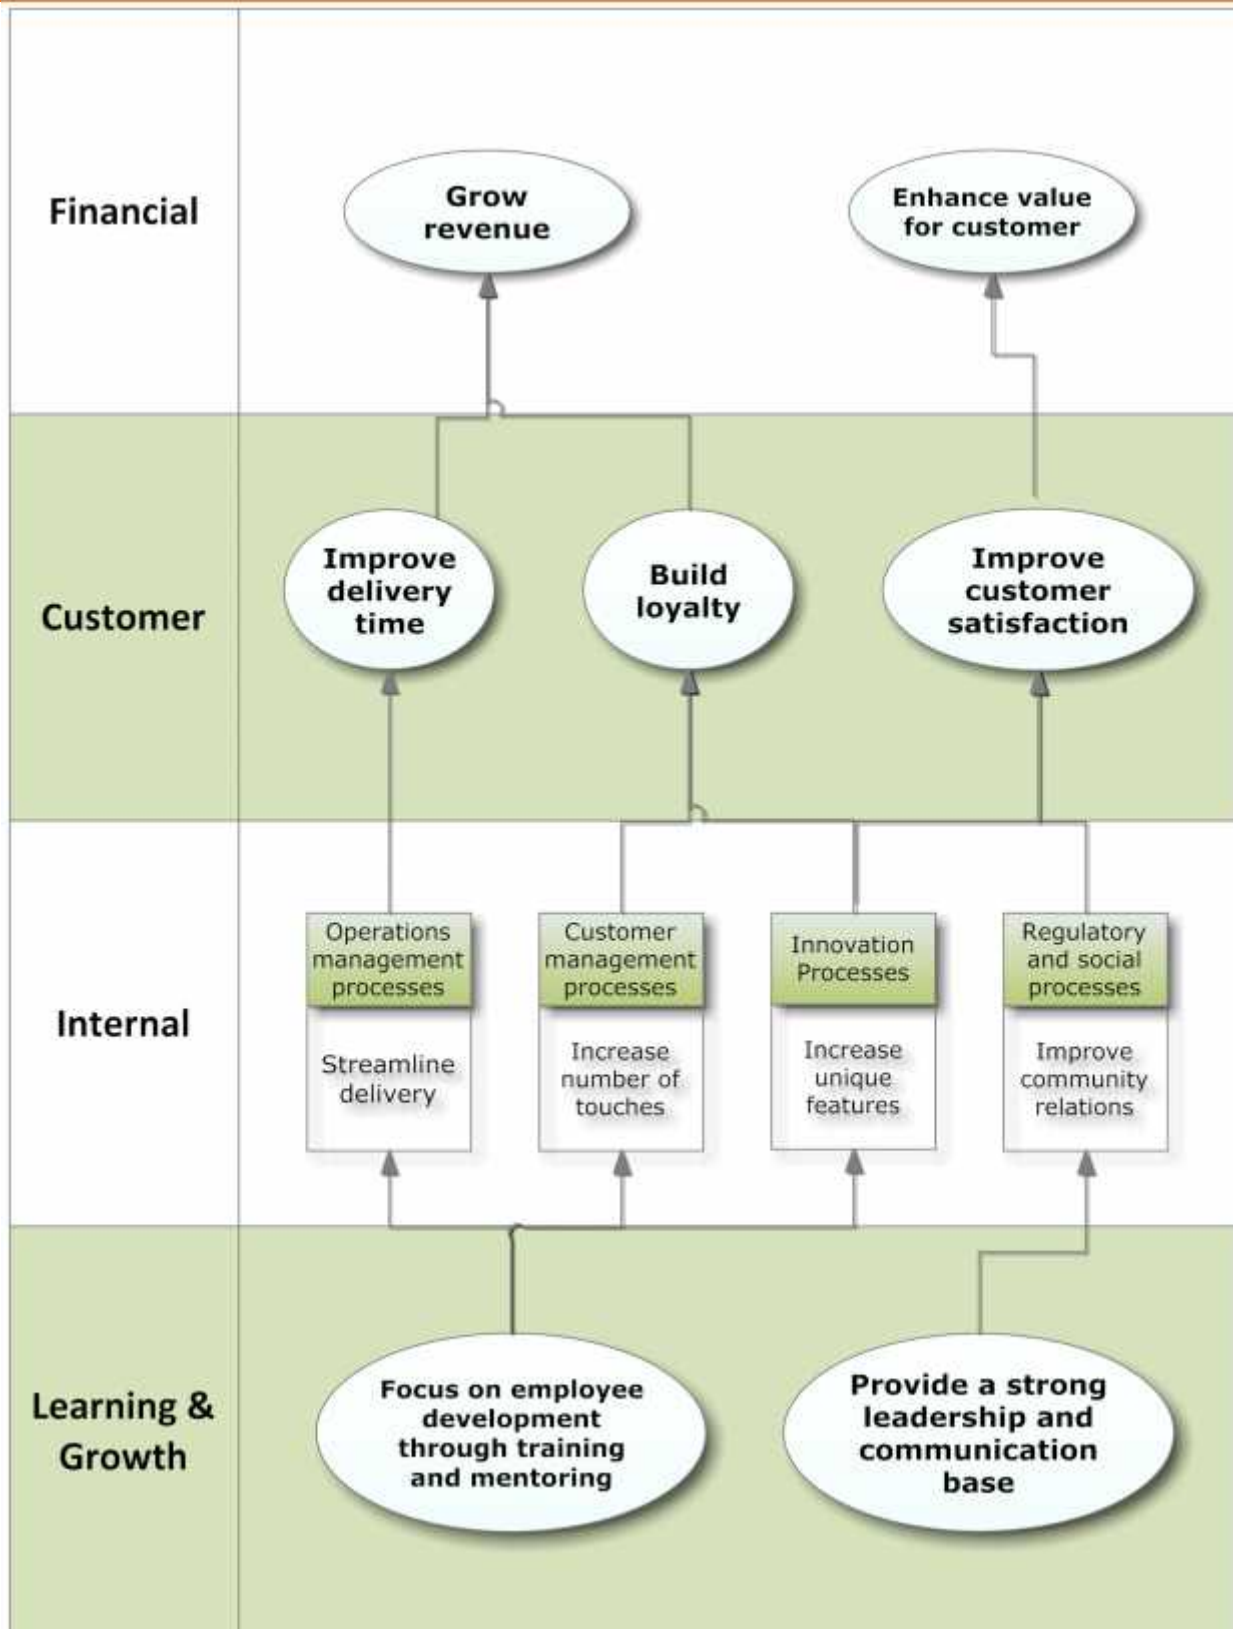 Financial
Grow
revenue
Enhance value
for customer
Customer
Improve
delivery
time
Build
loyalty
Improve
customer
satisfaction
Internal
Operations
management
processes
Streamline
delivery
Customer
management
processes
Increase
number of
touches
Innovation
Processes
Increase
unique
features
Regulatory
and social
processes
Improve
community
relations
Learning &
Growth
Focus on employee
development
through training
and mentoring
Provide a strong
leadership and
communication
base